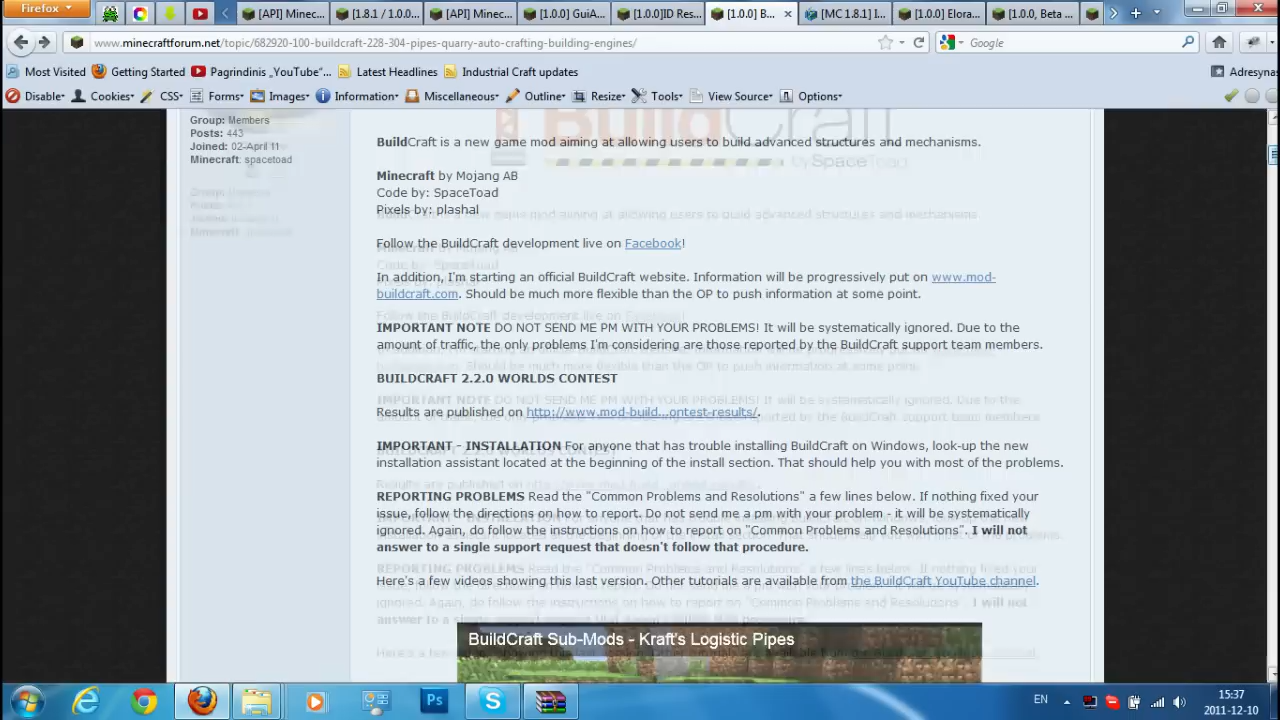 Firefox
[API] Minec...
[1.8.1 / 1.0.0...
[API] Minec...
[1.0.0] GuiA...
[1.0.0]ID Res...
[1.0.0] B...
[MC 1.8.1] I...
[1.0.0] Elora...
[1.0.0, Beta ...
www.minecraftforum.net/topic/682920-100-buildcraft-228-304-pipes-quarry-auto-crafting-building-engines/
Google
Most Visited
Getting Started
Pagrindinis „YouTube“...
Latest Headlines
Industrial Craft updates
Adresynas
Disable
Cookies
CSS
Forms
Images
Information
Miscellaneous
Outline
Resize
Tools
View Source
Options
Group: Members
Posts: 443
Joined: 02-April 11
Minecraft: spacetoad
BuildCraft
by SpaceToad
BuildCraft is a new game mod aiming at allowing users to build advanced structures and mechanisms.
Minecraft by Mojang AB
Code by: SpaceToad
Pixels by: plashal
Follow the BuildCraft development live on Facebook!
In addition, I'm starting an official BuildCraft website. Information will be progressively put on www.mod-
buildcraft.com. Should be much more flexible than the OP to push information at some point.
IMPORTANT NOTE DO NOT SEND ME PM WITH YOUR PROBLEMS! It will be systematically ignored. Due to the
amount of traffic, the only problems I'm considering are those reported by the BuildCraft support team members.
BUILDCRAFT 2.2.0 WORLDS CONTEST
Results are published on http://www.mod-build...ontest-results/.
IMPORTANT - INSTALLATION For anyone that has trouble installing BuildCraft on Windows, look-up the new
installation assistant located at the beginning of the install section. That should help you with most of the problems.
REPORTING PROBLEMS Read the "Common Problems and Resolutions" a few lines below. If nothing fixed your
issue, follow the directions on how to report. Do not send me a pm with your problem - it will be systematically
ignored. Again, do follow the instructions on how to report on "Common Problems and Resolutions". I will not
answer to a single support request that doesn't follow that procedure.
Here's a few videos showing this last version. Other tutorials are available from the BuildCraft YouTube channel.
BuildCraft Sub-Mods - Kraft's Logistic Pipes
Ps
EN
15:37
2011-12-10